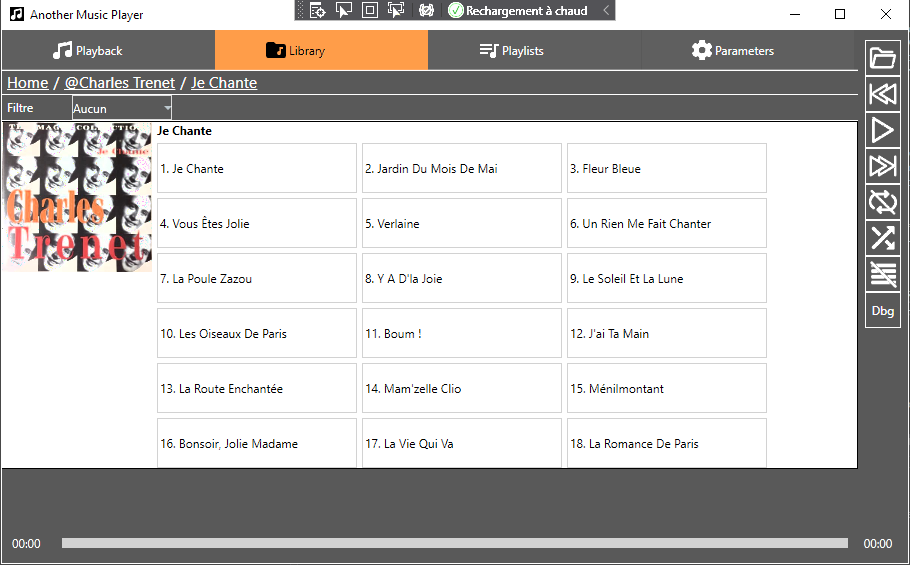 Another Music Player
Rechargement à chaud
Playback
Library
Playlists
Parameters
Home / @Charles Trenet / Je Chante
Filtre
Aucun
Je Chante
Charles
Trenet
Je Chante
1. Je Chante
2. Jardin Du Mois De Mai
3. Fleur Bleue
4. Vous Êtes Jolie
5. Verlaine
6. Un Rien Me Fait Chanter
7. La Poule Zazou
8. Y A D'la Joie
9. Le Soleil Et La Lune
10. Les Oiseaux De Paris
11. Boum !
12. J'ai Ta Main
13. La Route Enchantée
14. Mam'zelle Clio
15. Ménilmontant
16. Bonsoir, Jolie Madame
17. La Vie Qui Va
18. La Romance De Paris
Dbg
00:00
00:00